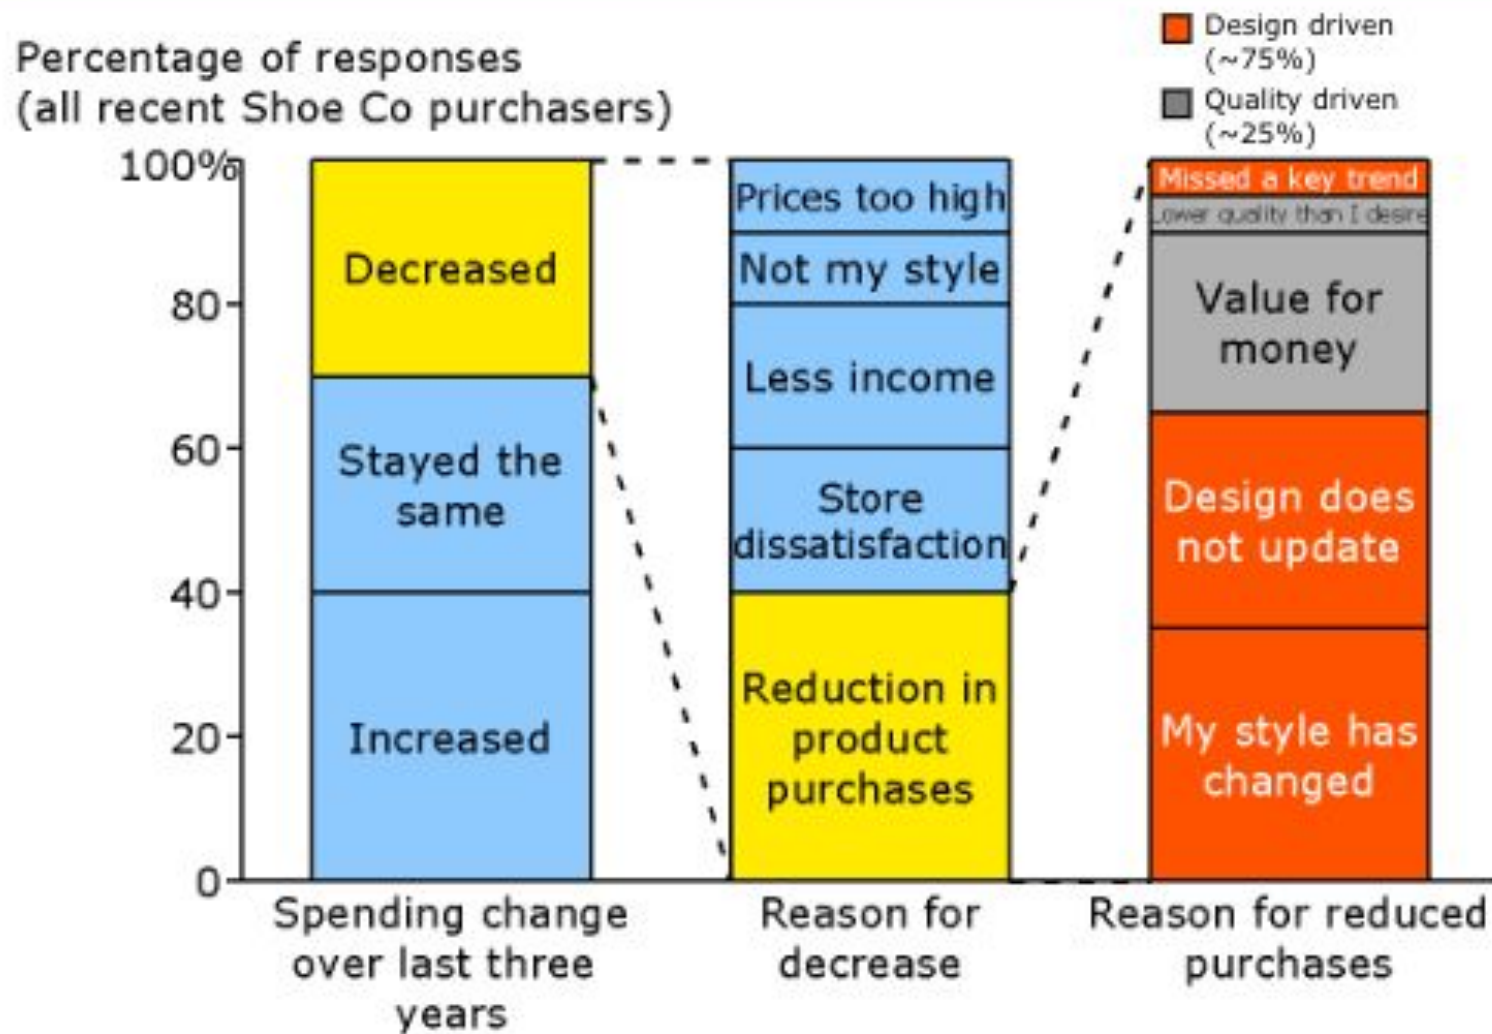 Percentage of responses
(all recent Shoe Co purchasers)
Design driven
(~75%)
Quality driven
(~25%)
100%
80
60
40
20
0
Decreased
Stayed the
same
Increased
Prices too high
Not my style
Less income
Store
dissatisfaction
Reduction in
product
purchases
Missed a key trend
Lower quality than I desire
Value for
money
Design does
not update
My style has
changed
Spending change
over last three
years
Reason for
decrease
Reason for reduced
purchases